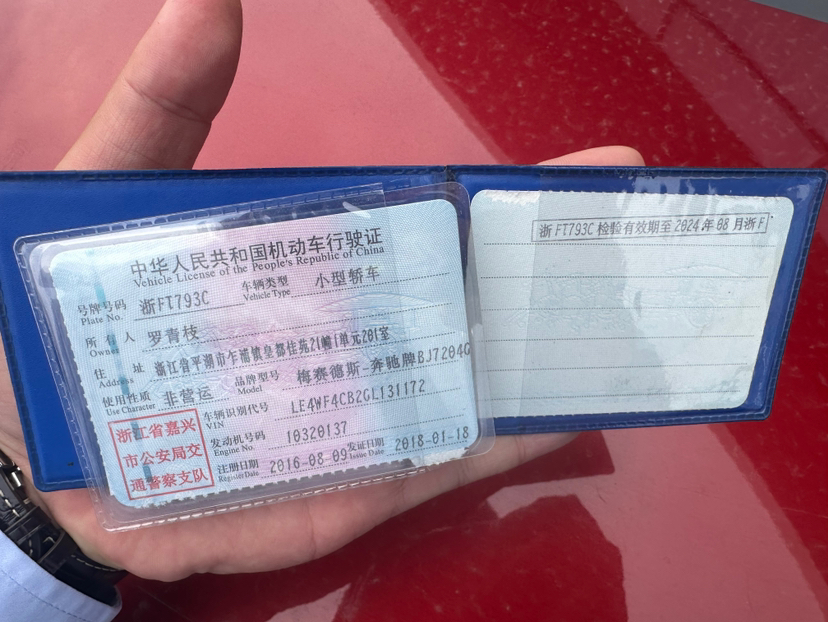 中华人民共和国机动车行驶证
Vehicle License of the People's Republic of China
号牌号码 浙FT793C 车辆类型 小型轿车
Plate No. Vehicle Type
所有人 罗青枝
Owner
住址 浙江省平湖市乍浦镇皇都佳苑21幢1单元201室
Address
使用性质 非营运 品牌型号 梅赛德斯-奔驰牌BJ7204G
Use Character Model
车辆识别代号 LE4WF4CB2GL131172
VIN
发动机号码 10320137
Engine No.
注册日期 2016-08-09 发证日期 2018-01-18
Register Date Issue Date
浙江省嘉兴
市公安局交
通警察支队
浙FT793C 检验有效期至2024年08月浙F